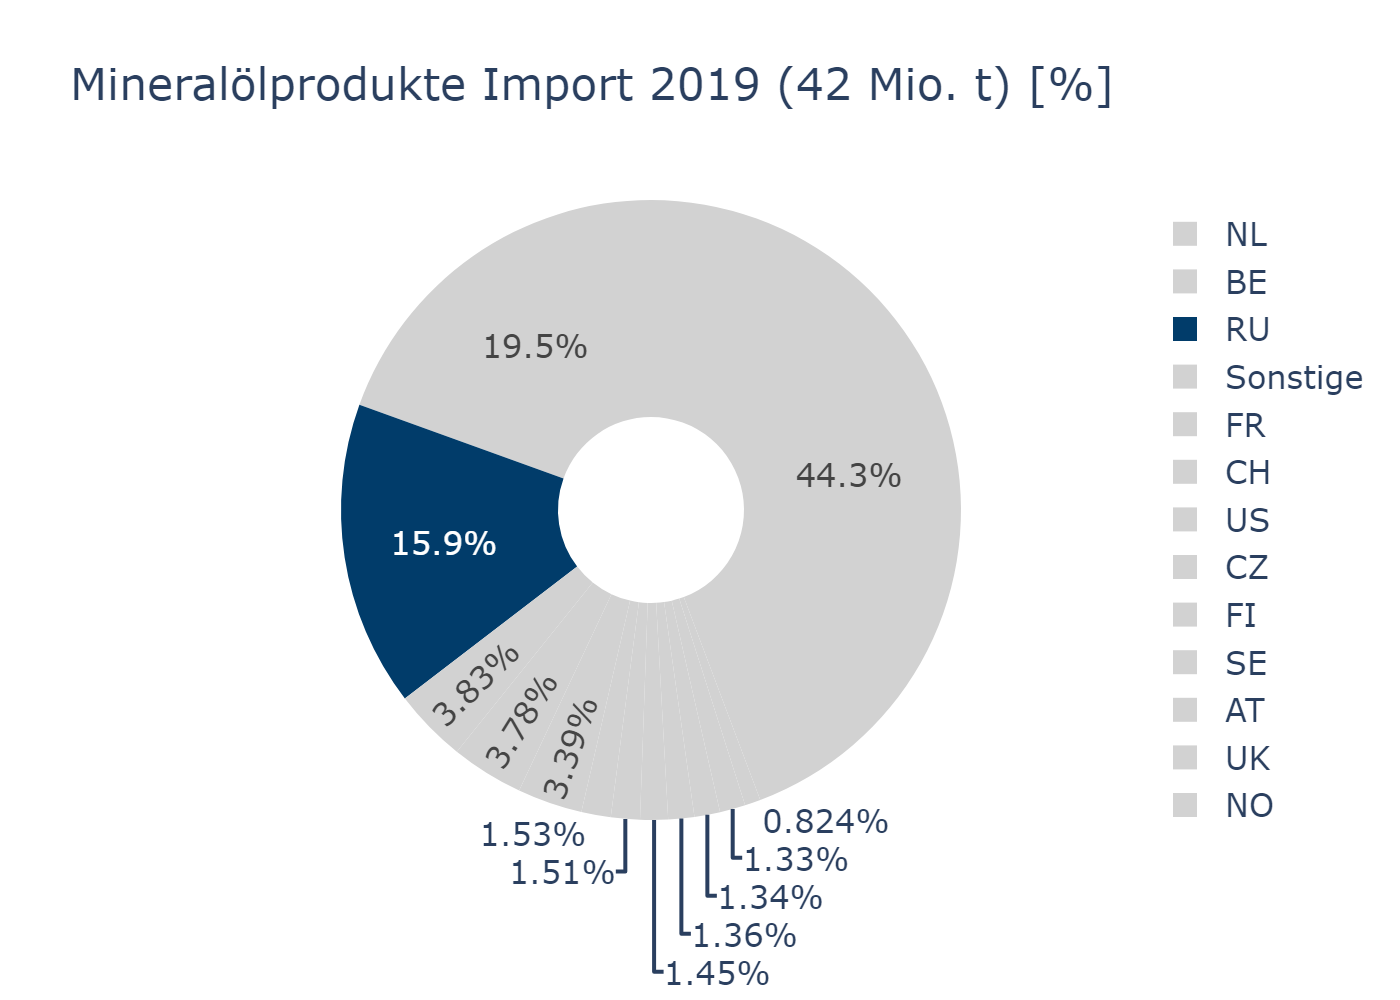 Mineralölprodukte Import 2019 (42 Mio. t) [%]
19.5%
44.3%
15.9%
3.83%
3.78%
3.39%
1.53%
1.51%
0.824%
1.33%
1.34%
1.36%
1.45%
NL
BE
RU
Sonstige
FR
CH
US
CZ
FI
SE
AT
UK
NO